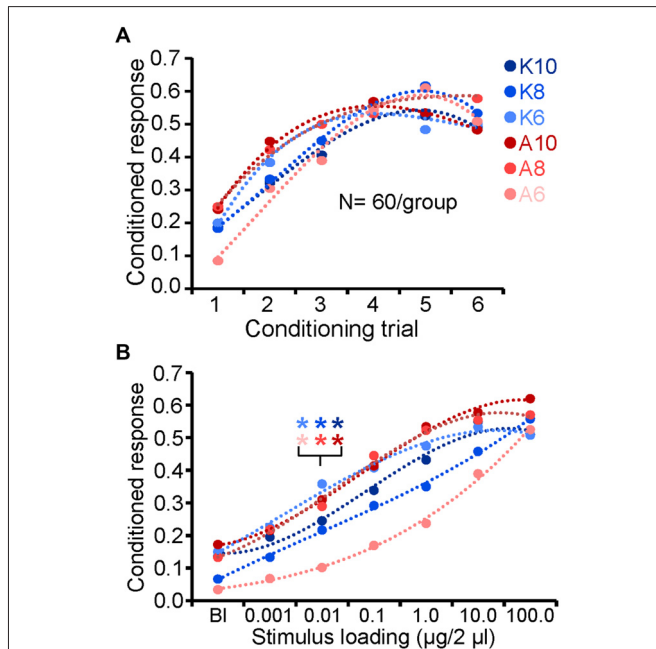 A
Conditioned response
0.7
0.6
0.5
0.4
0.3
0.2
0.1
0.0
1 2 3 4 5 6
Conditioning trial
N= 60/group
K10
K8
K6
A10
A8
A6
B
Conditioned response
0.7
0.6
0.5
0.4
0.3
0.2
0.1
0.0
***
***
Bl 0.001 0.01 0.1 1.0 10.0 100.0
Stimulus loading (µg/2 µl)